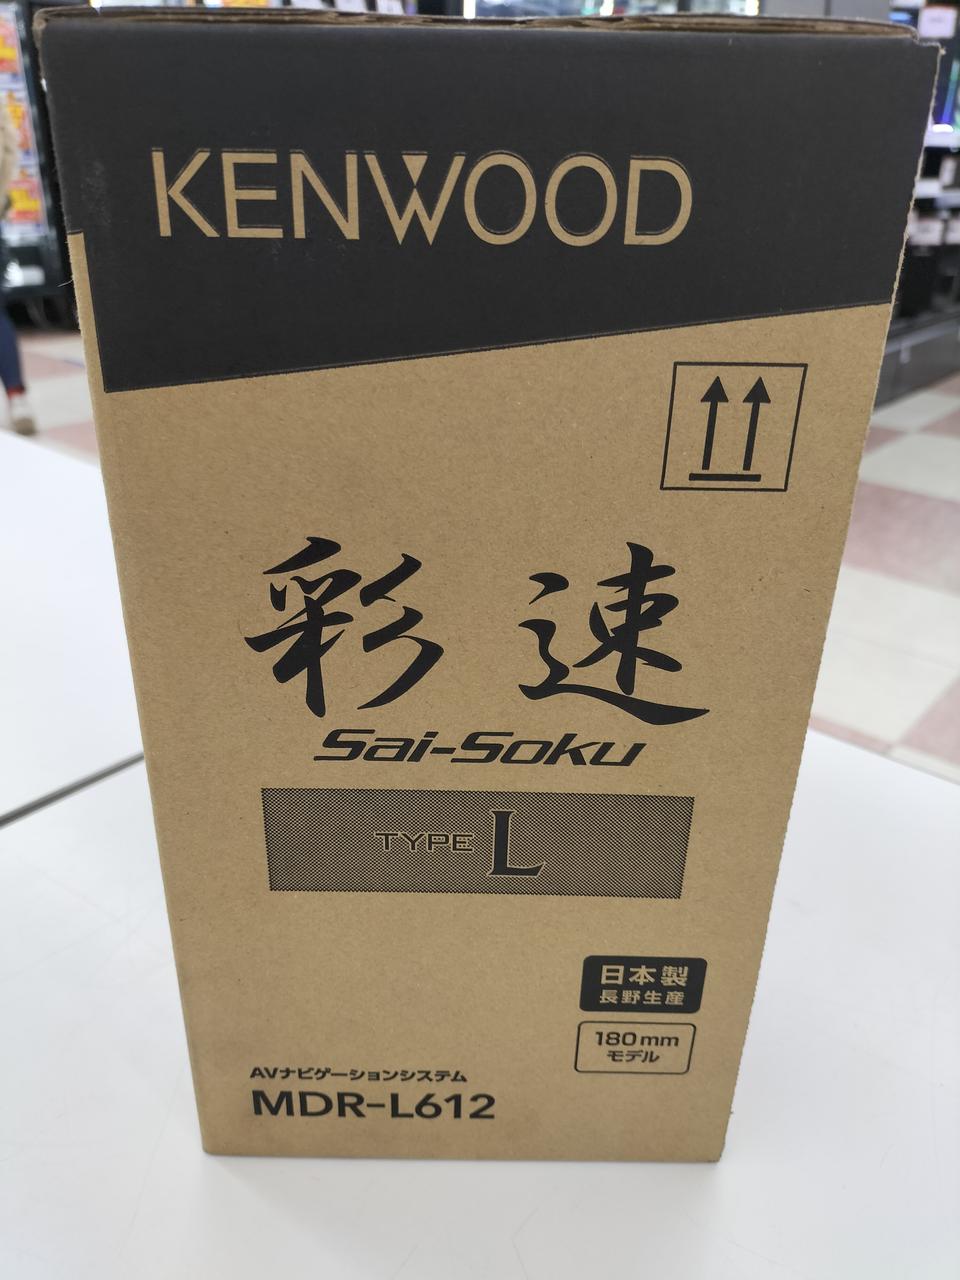 KENWOOD
彩速
Sai-Soku
TYPE L
日本製
長野生産
180mm
モデル
AVナビゲーションシステム
MDR-L612